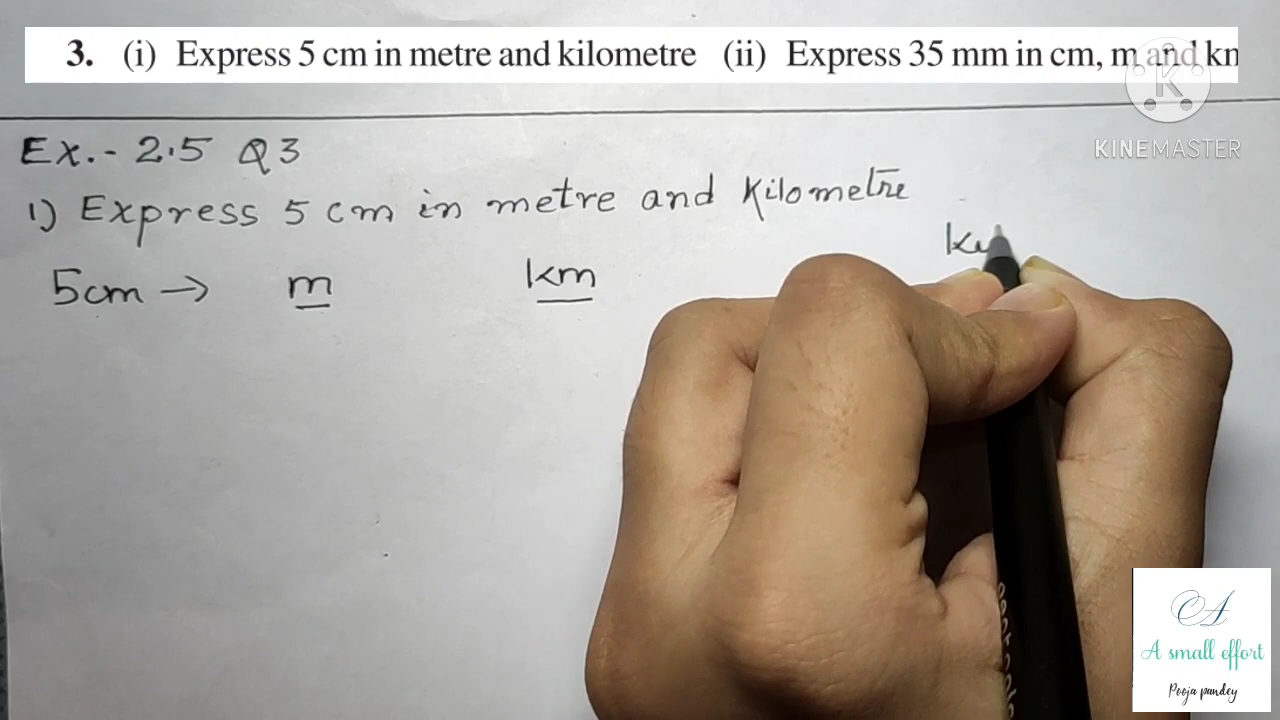 3. (i) Express 5 cm in metre and kilometre (ii) Express 35 mm in cm, m and km
KINEMASTER
Ex.- 2.5 Q3
1) Express 5 cm in metre and Kilometre
5cm → m km
A
A small effort
Pooja pandey